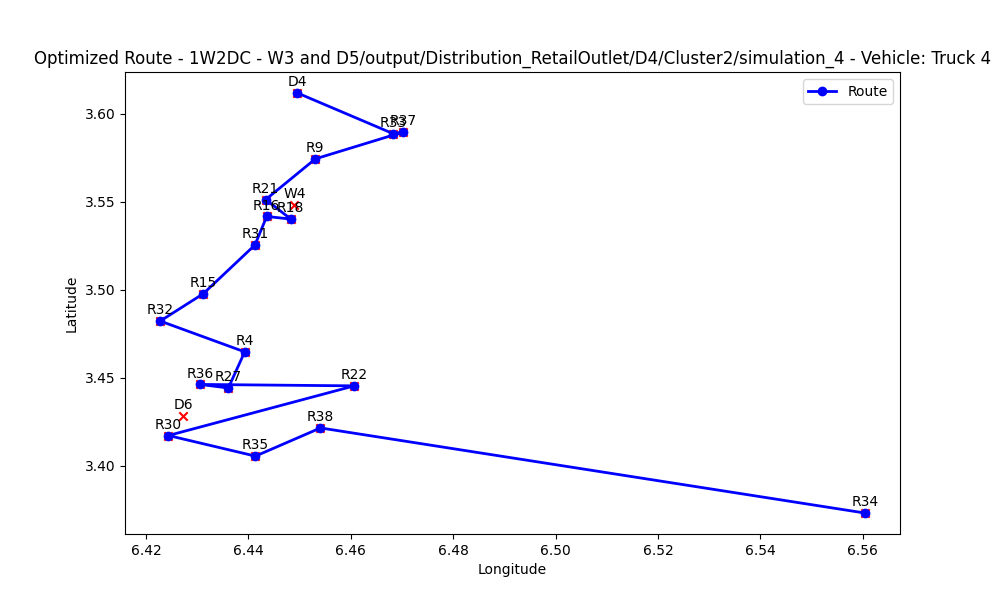 Optimized Route - 1W2DC - W3 and D5/output/Distribution_RetailOutlet/D4/Cluster2/simulation_4 - Vehicle: Truck 4
Route
D4
R33
R37
R9
R21
W4
R16
R28
R31
R15
R32
R4
R36
R27
R22
D6
R30
R38
R35
R34
3.60
3.55
3.50
3.45
3.40
Latitude
6.42 6.44 6.46 6.48 6.50 6.52 6.54 6.56
Longitude